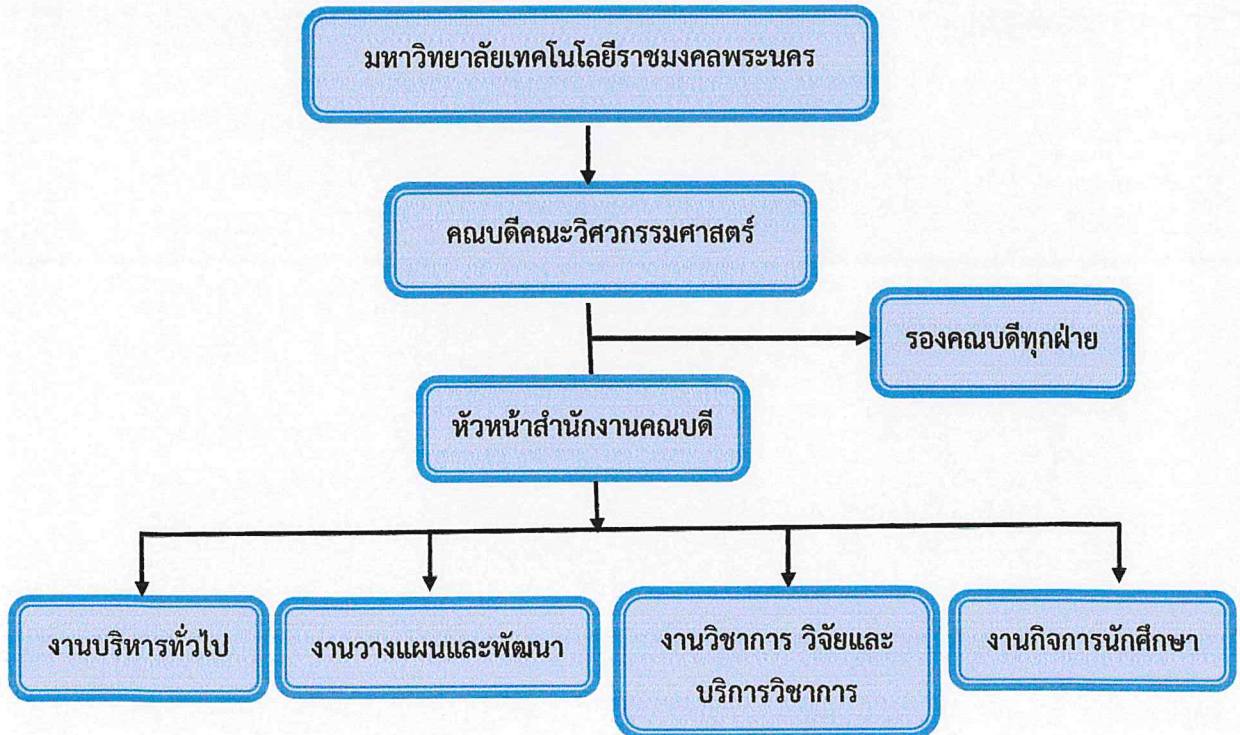 มหาวิทยาลัยเทคโนโลยีราชมงคลพระนคร
คณบดีคณะวิศวกรรมศาสตร์
รองคณบดีทุกฝ่าย
หัวหน้าสำนักงานคณบดี
งานบริหารทั่วไป
งานวางแผนและพัฒนา
งานวิชาการ วิจัยและ
บริการวิชาการ
งานกิจการนักศึกษา